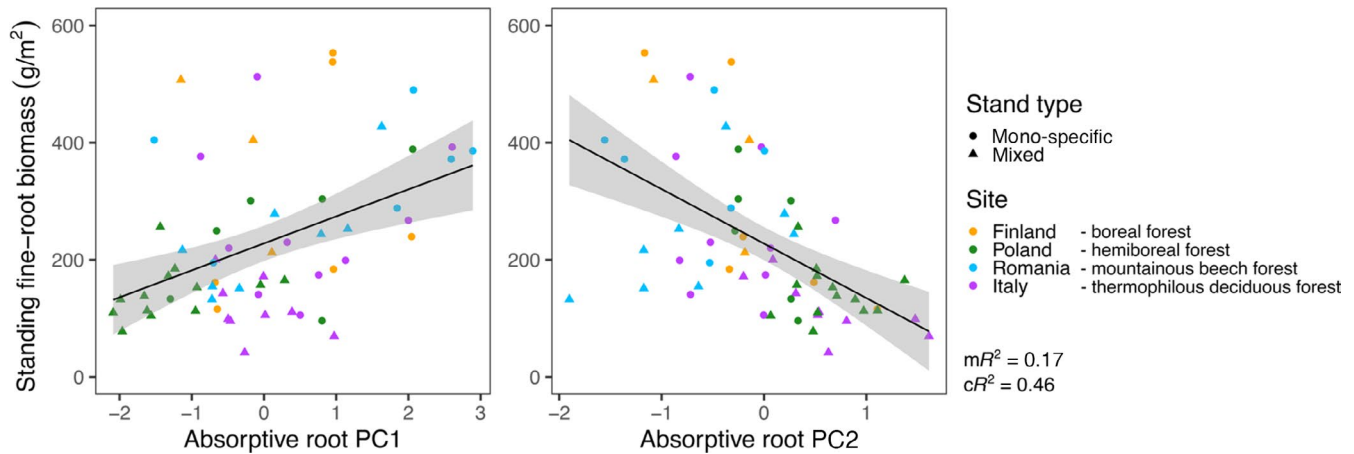 Standing fine−root biomass (g/m²)
600
400
200
0
−2
−1
0
1
2
3
Absorptive root PC1
600
400
200
0
−2
−1
0
1
Absorptive root PC2
Stand type
Mono-specific
Mixed
Site
Finland - boreal forest
Poland - hemiboreal forest
Romania - mountainous beech forest
Italy - thermophilous deciduous forest
mR² = 0.17
cR² = 0.46